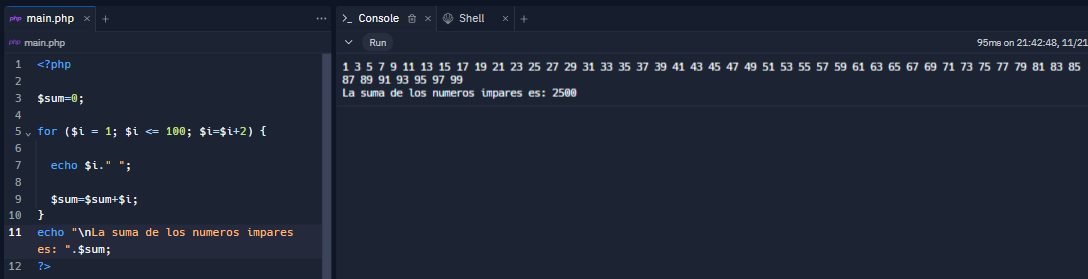 php main.php × +
php main.php
1 <?php
2
3 $sum=0;
4
5 for ($i = 1; $i <= 100; $i=$i+2) {
6
7 echo $i." ";
8
9 $sum=$sum+$i;
10 }
11 echo "\nLa suma de los numeros impares
es: ".$sum;
12 ?>
>_ Console × Shell × +
Run 95ms on 21:42:48, 11/21
1 3 5 7 9 11 13 15 17 19 21 23 25 27 29 31 33 35 37 39 41 43 45 47 49 51 53 55 57 59 61 63 65 67 69 71 73 75 77 79 81 83 85
87 89 91 93 95 97 99
La suma de los numeros impares es: 2500